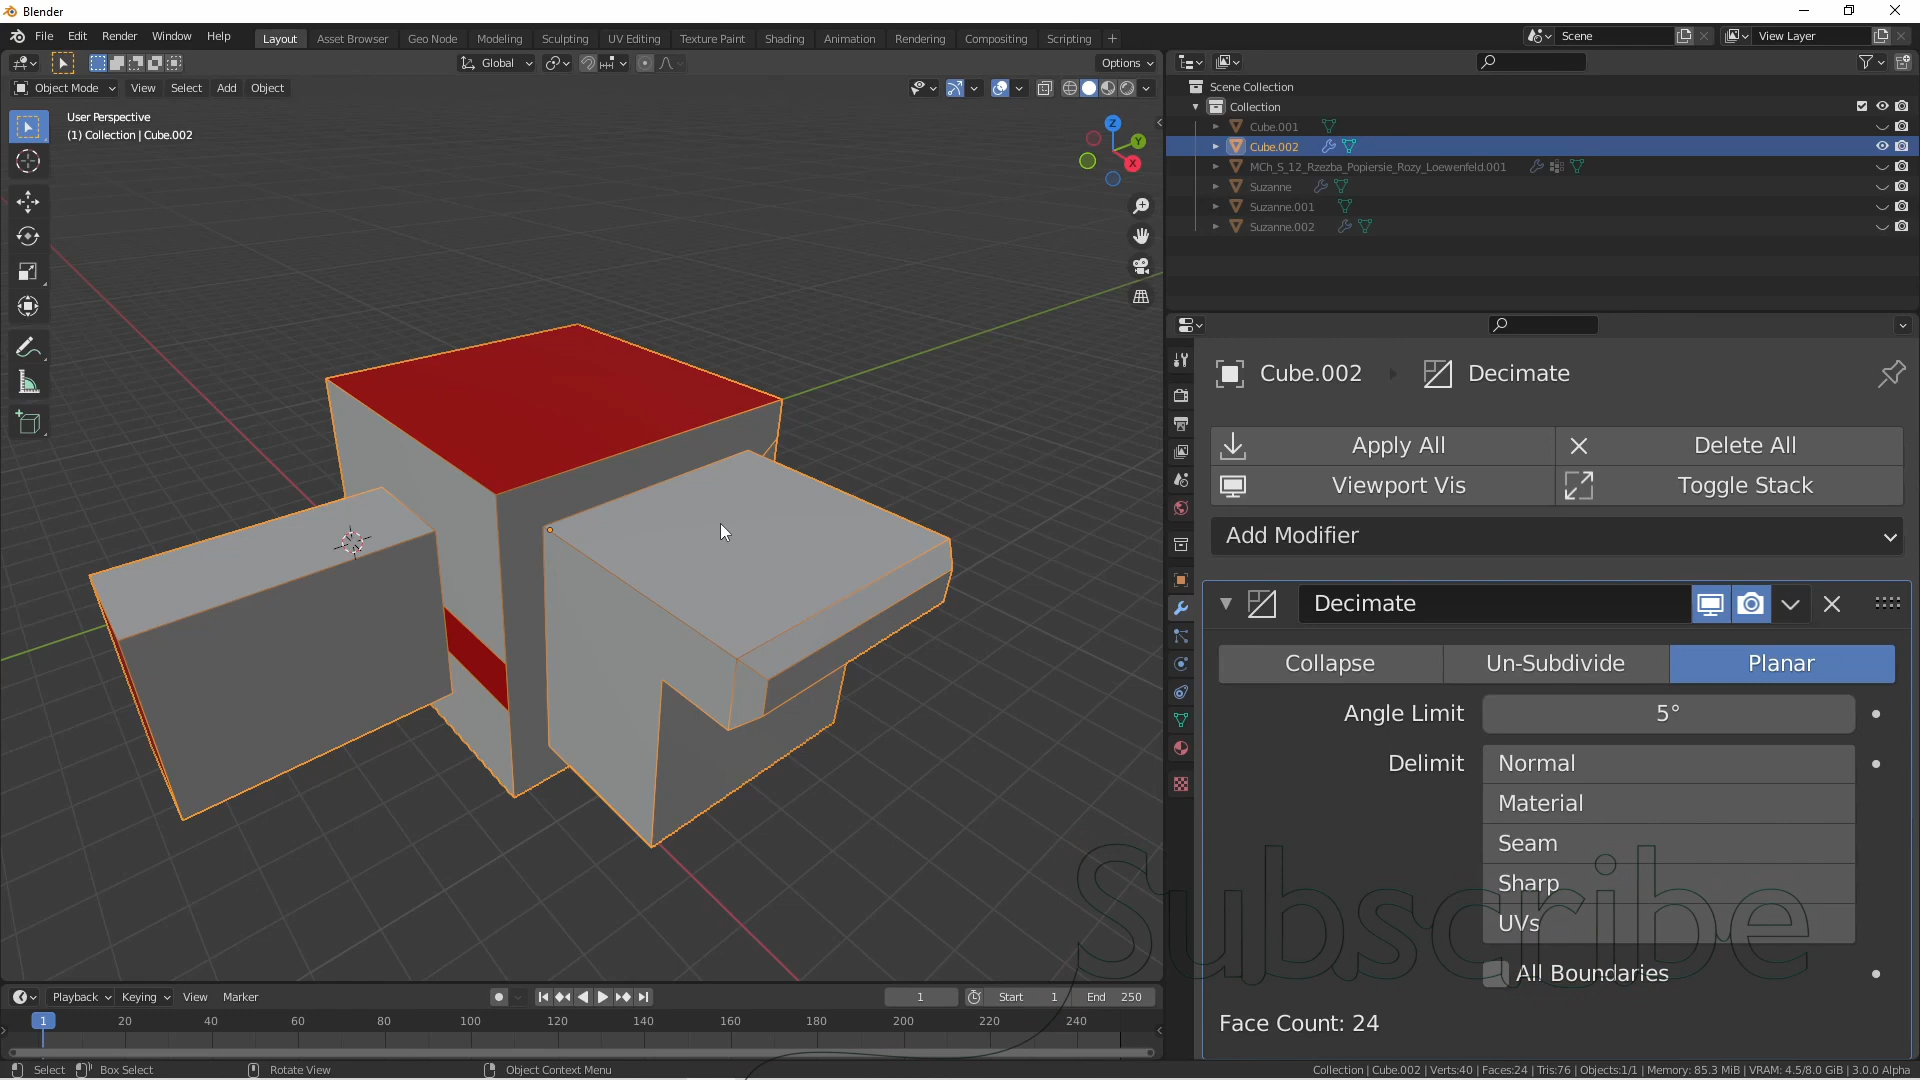 Blender
File Edit Render Window Help
Layout Asset Browser Geo Node Modeling Sculpting UV Editing Texture Paint Shading Animation Rendering Compositing Scripting +
Scene
View Layer
Global
Options
Object Mode View Select Add Object
User Perspective
(1) Collection | Cube.002
Z
Y
X
Scene Collection
Collection
Cube.001
Cube.002
MCh_S_12_Rzezba_Popiersie_Rozy_Loewenfeld.001
Suzanne
Suzanne.001
Suzanne.002
Cube.002 Decimate
Apply All Delete All
Viewport Vis Toggle Stack
Add Modifier
Decimate
Collapse Un-Subdivide Planar
Angle Limit 5°
Delimit Normal
Material
Seam
Sharp
UVs
Subscribe
All Boundaries
Face Count: 24
Playback Keying View Marker
1 Start 1 End 250
1 20 40 60 80 100 120 140 160 180 200 220 240
Select Box Select Rotate View Object Context Menu
Collection | Cube.002 | Verts:40 | Faces:24 | Tris:76 | Objects:1/1 | Memory: 85.3 MiB | VRAM: 4.5/8.0 GiB | 3.0.0 Alpha